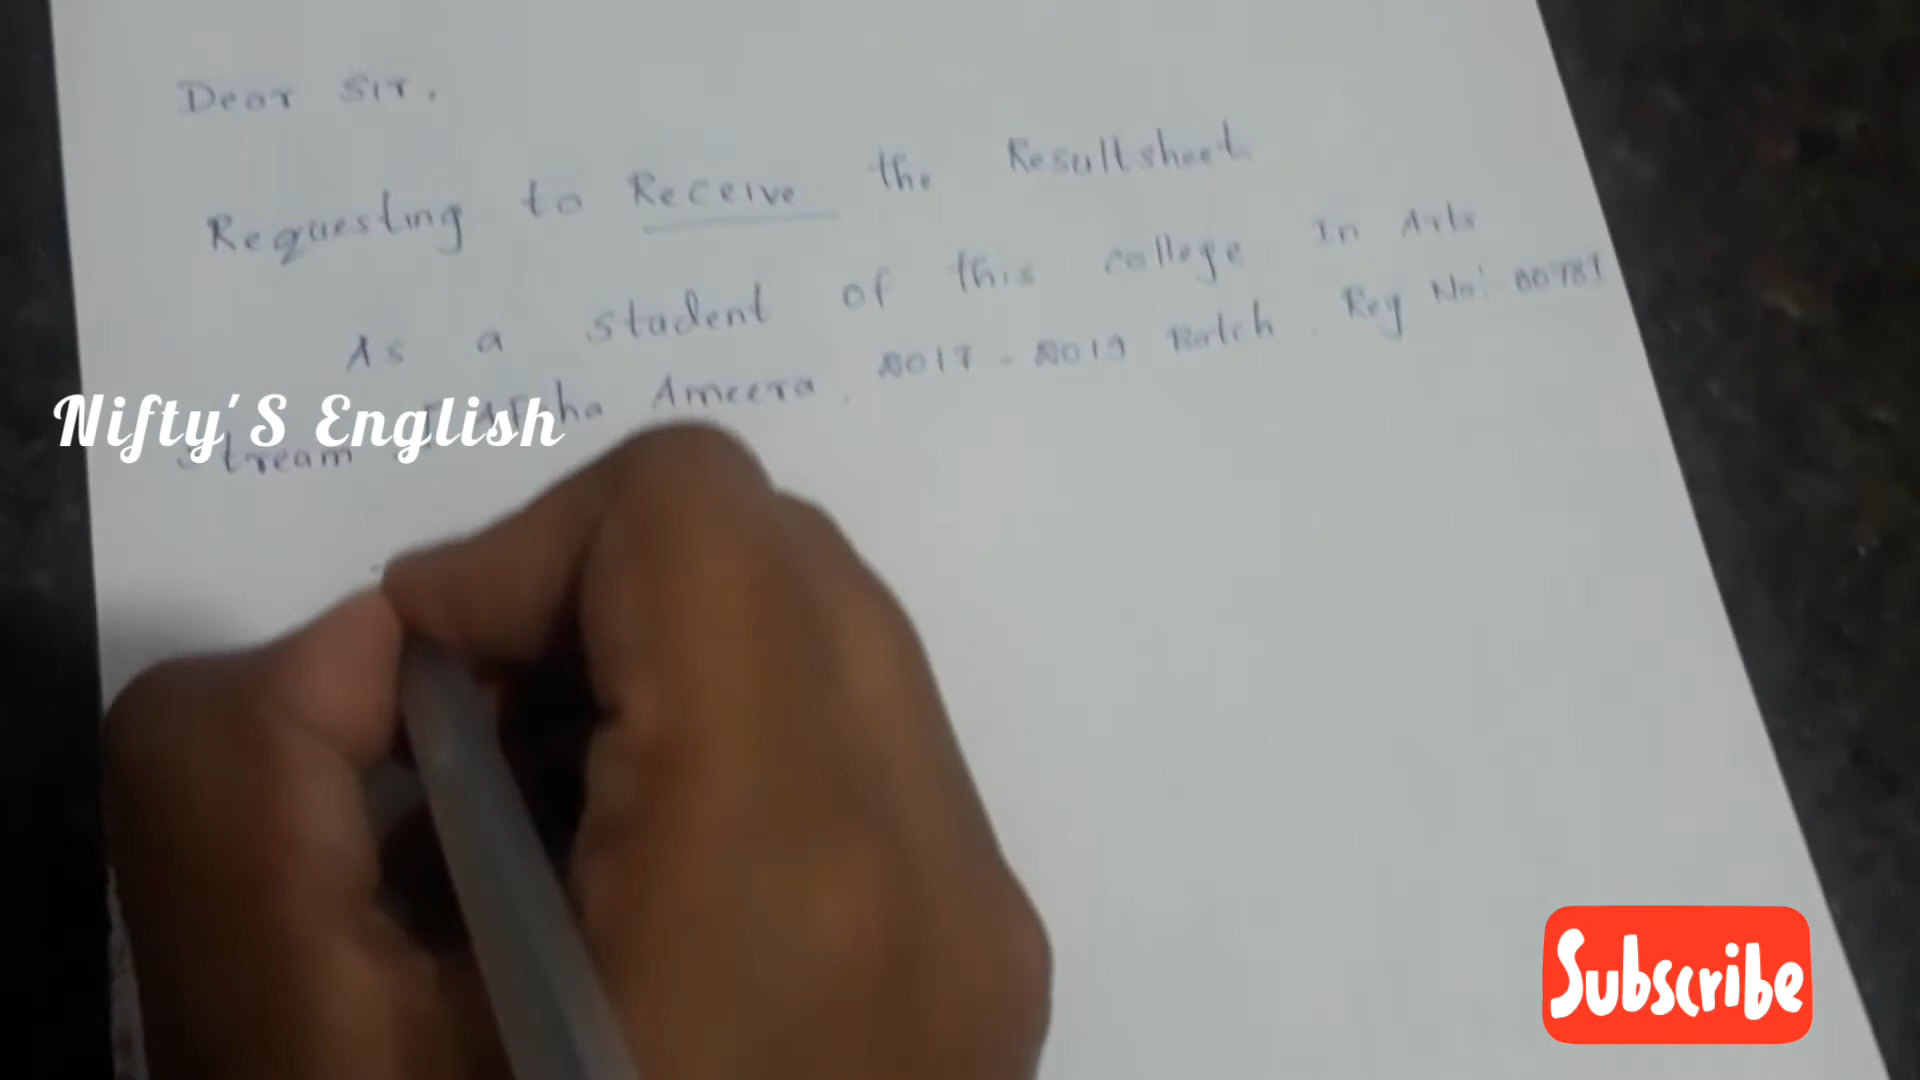 Dear Sir,
Requesting to Receive the Resultsheet
As a student of this college In Arts
stream Ameera, 2017 - 2019 Batch. Reg No: 00781
Nifty'S English
Subscribe